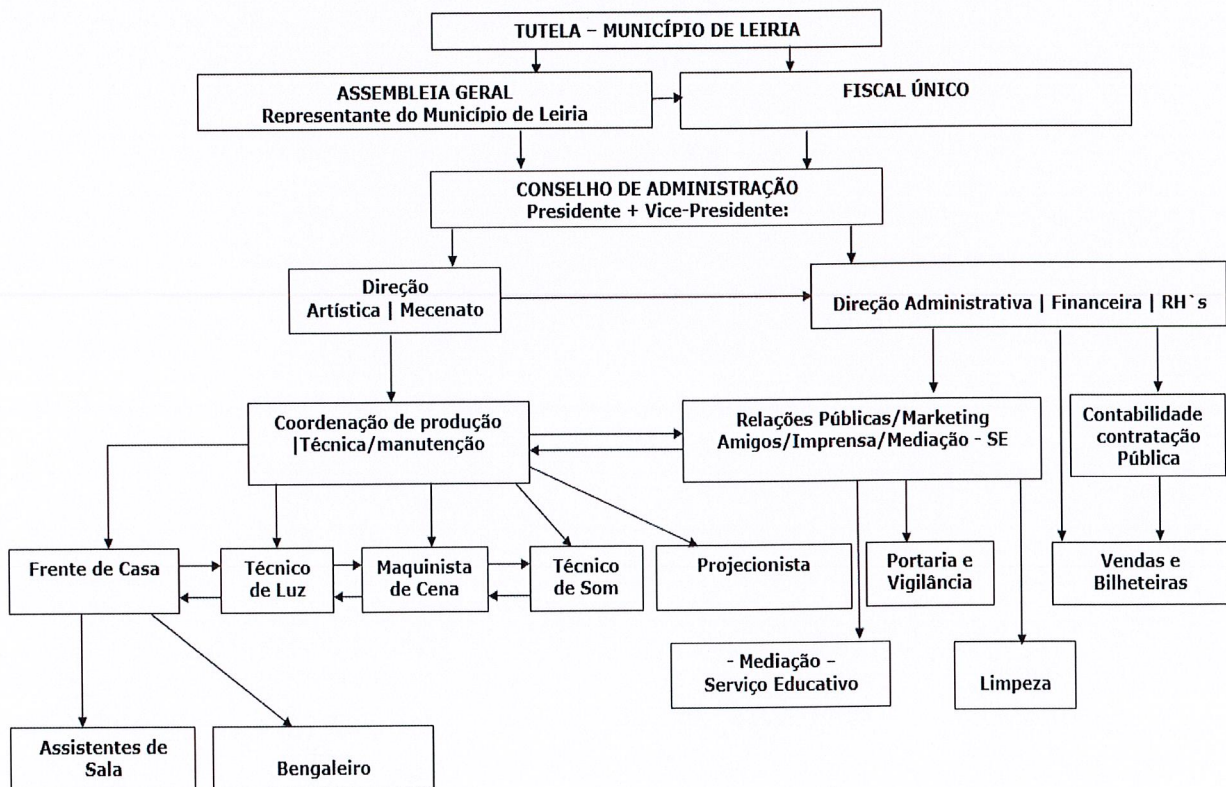 TUTELA – MUNICÍPIO DE LEIRIA
ASSEMBLEIA GERAL
Representante do Município de Leiria
FISCAL ÚNICO
CONSELHO DE ADMINISTRAÇÃO
Presidente + Vice-Presidente:
Direção
Artística | Mecenato
Direção Administrativa | Financeira | RH`s
Coordenação de produção
|Técnica/manutenção
Relações Públicas/Marketing
Amigos/Imprensa/Mediação - SE
Contabilidade
contratação
Pública
Frente de Casa
Técnico
de Luz
Maquinista
de Cena
Técnico
de Som
Projecionista
Portaria e
Vigilância
Vendas e
Bilheteiras
- Mediação –
Serviço Educativo
Limpeza
Assistentes de
Sala
Bengaleiro